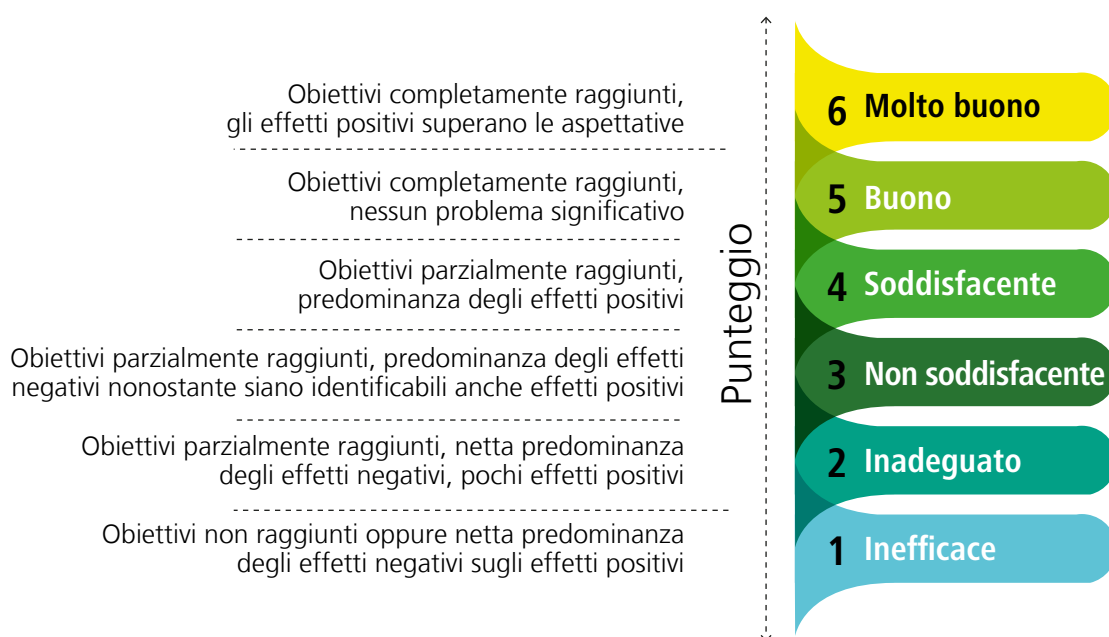 Obiettivi completamente raggiunti,
gli effetti positivi superano le aspettative
6 Molto buono
Obiettivi completamente raggiunti,
nessun problema significativo
5 Buono
Obiettivi parzialmente raggiunti,
predominanza degli effetti positivi
4 Soddisfacente
Punteggio
Obiettivi parzialmente raggiunti, predominanza degli effetti
negativi nonostante siano identificabili anche effetti positivi
3 Non soddisfacente
Obiettivi parzialmente raggiunti, netta predominanza
degli effetti negativi, pochi effetti positivi
2 Inadeguato
Obiettivi non raggiunti oppure netta predominanza
degli effetti negativi sugli effetti positivi
1 Inefficace